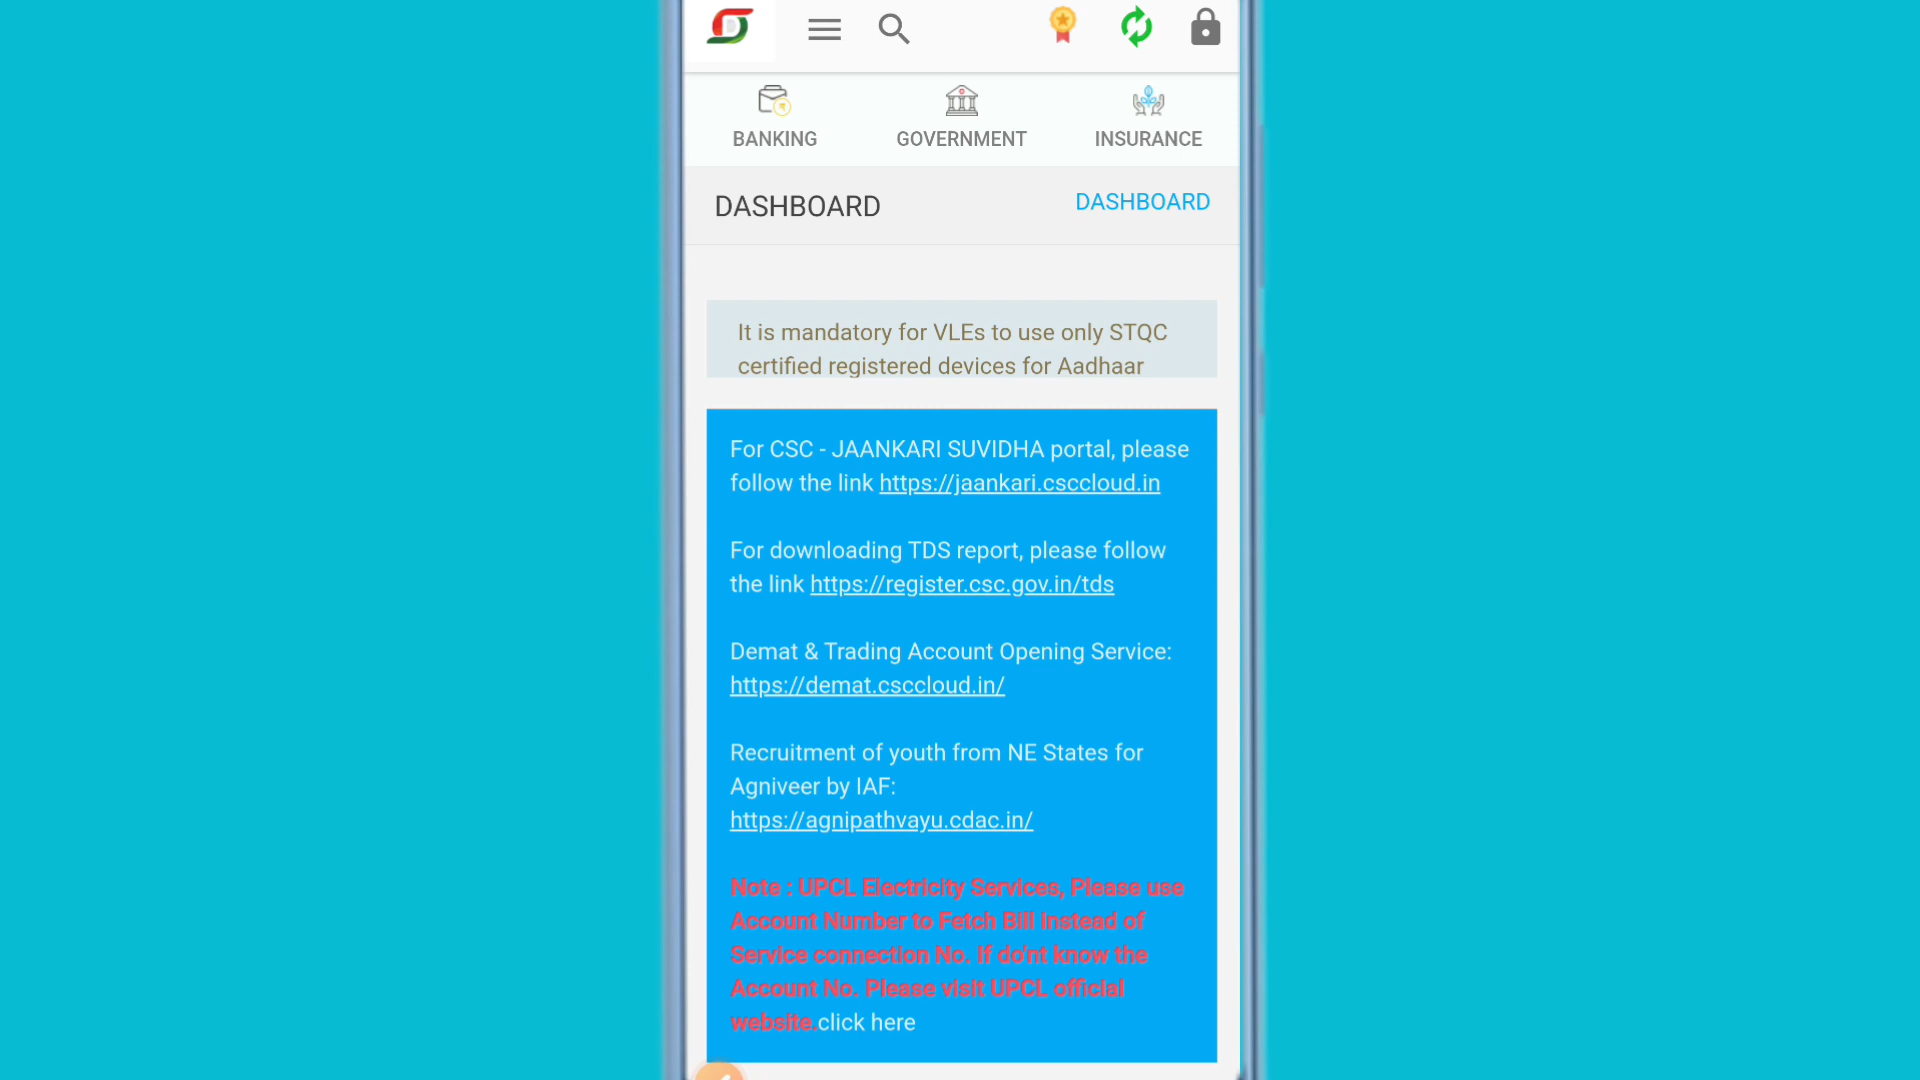 BANKING
GOVERNMENT
INSURANCE
DASHBOARD
DASHBOARD
It is mandatory for VLEs to use only STQC
certified registered devices for Aadhaar
For CSC - JAANKARI SUVIDHA portal, please
follow the link https://jaankari.csccloud.in
For downloading TDS report, please follow
the link https://register.csc.gov.in/tds
Demat & Trading Account Opening Service:
https://demat.csccloud.in/
Recruitment of youth from NE States for
Agniveer by IAF:
https://agnipathvayu.cdac.in/
Note : UPCL Electricity Services, Please use
Account Number to Fetch Bill Instead of
Service connection No. If do'nt know the
Account No. Please visit UPCL official
website.click here